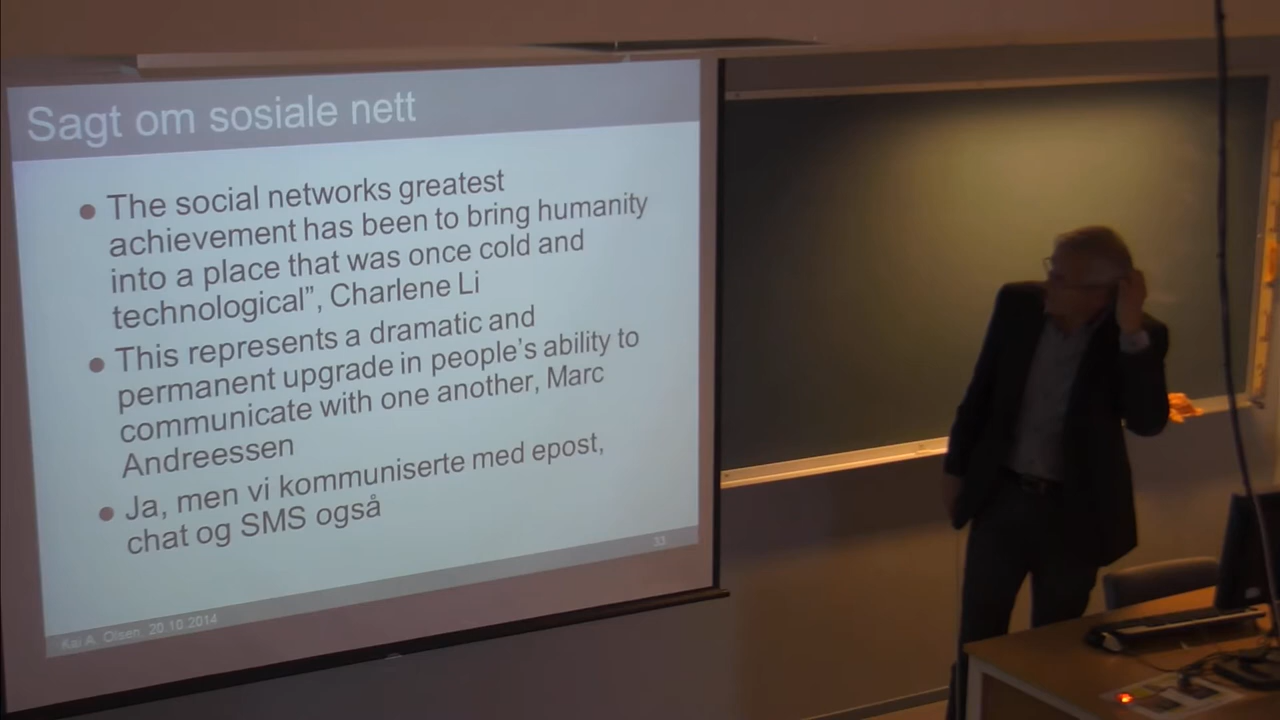 Sagt om sosiale nett
• The social networks greatest
achievement has been to bring humanity
into a place that was once cold and
technological”, Charlene Li
• This represents a dramatic and
permanent upgrade in people’s ability to
communicate with one another, Marc
Andreessen
• Ja, men vi kommuniserte med epost,
chat og SMS også
33
Kai A. Olsen, 20.10.2014